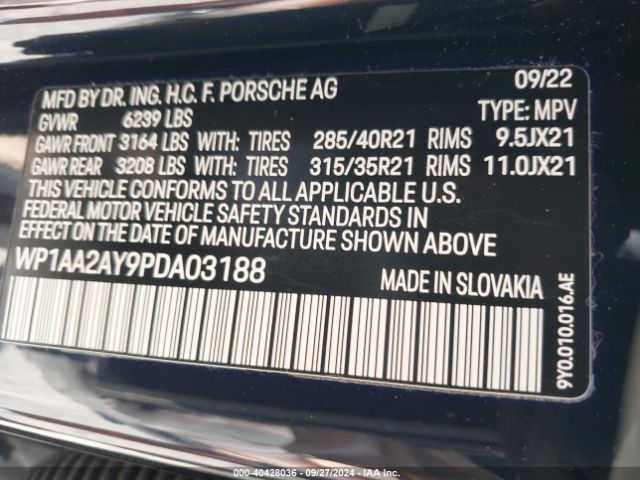 MFD BY DR. ING. H.C. F. PORSCHE AG 09/22
GVWR 6239 LBS TYPE: MPV
GAWR FRONT 3164 LBS WITH: TIRES 285/40R21 RIMS 9.5JX21
GAWR REAR 3208 LBS WITH: TIRES 315/35R21 RIMS 11.0JX21
THIS VEHICLE CONFORMS TO ALL APPLICABLE U.S.
FEDERAL MOTOR VEHICLE SAFETY STANDARDS IN
EFFECT ON THE DATE OF MANUFACTURE SHOWN ABOVE
WP1AA2AY9PDA03188 MADE IN SLOVAKIA
9Y0.010.016.AE
000-40428036 - 09/27/2024 - IAA Inc.